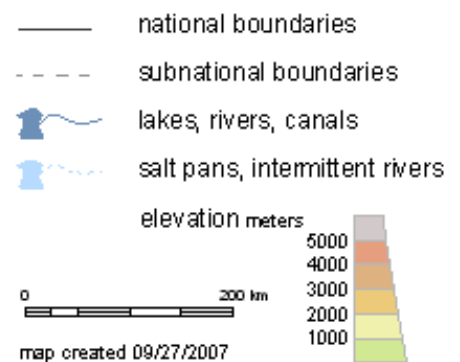 national boundaries
subnational boundaries
lakes, rivers, canals
salt pans, intermittent rivers
elevation meters
5000
4000
3000
2000
1000
0 200 km
map created 09/27/2007